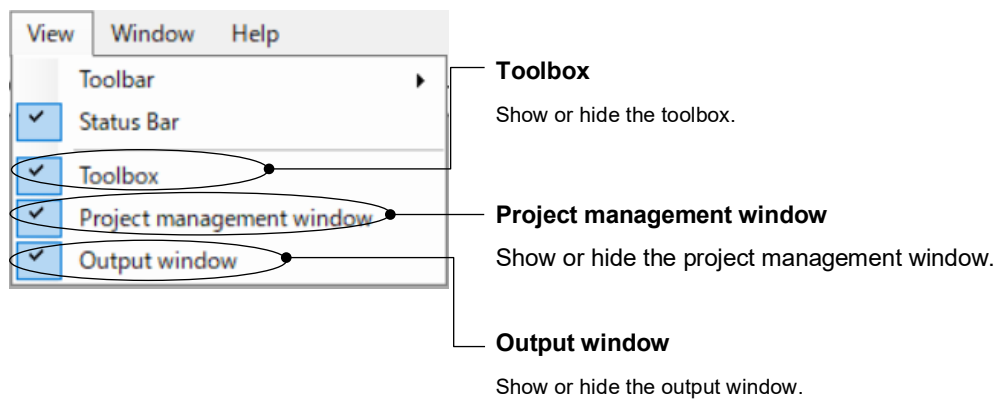 View Window Help
Toolbar
Status Bar
Toolbox
Project management window
Output window
Toolbox
Show or hide the toolbox.
Project management window
Show or hide the project management window.
Output window
Show or hide the output window.